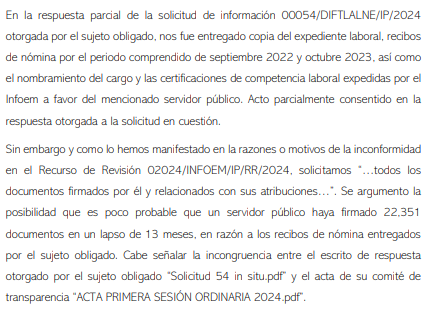 En la respuesta parcial de la solicitud de información 00054/DIFTLALNE/IP/2024
otorgada por el sujeto obligado, nos fue entregado copia del expediente laboral, recibos
de nómina por el periodo comprendido de septiembre 2022 y octubre 2023, así como
el nombramiento del cargo y las certificaciones de competencia laboral expedidas por el
Infoem a favor del mencionado servidor público. Acto parcialmente consentido en la
respuesta otorgada a la solicitud en cuestión.
Sin embargo y como lo hemos manifestado en la razones o motivos de la inconformidad
en el Recurso de Revisión 02024/INFOEM/IP/RR/2024, solicitamos “…todos los
documentos firmados por él y relacionados con sus atribuciones…”. Se argumento la
posibilidad que es poco probable que un servidor público haya firmado 22,351
documentos en un lapso de 13 meses, en razón a los recibos de nómina entregados
por el sujeto obligado. Cabe señalar la incongruencia entre el escrito de respuesta
otorgado por el sujeto obligado “Solicitud 54 in situ.pdf” y el acta de su comité de
transparencia “ACTA PRIMERA SESIÓN ORDINARIA 2024.pdf”.